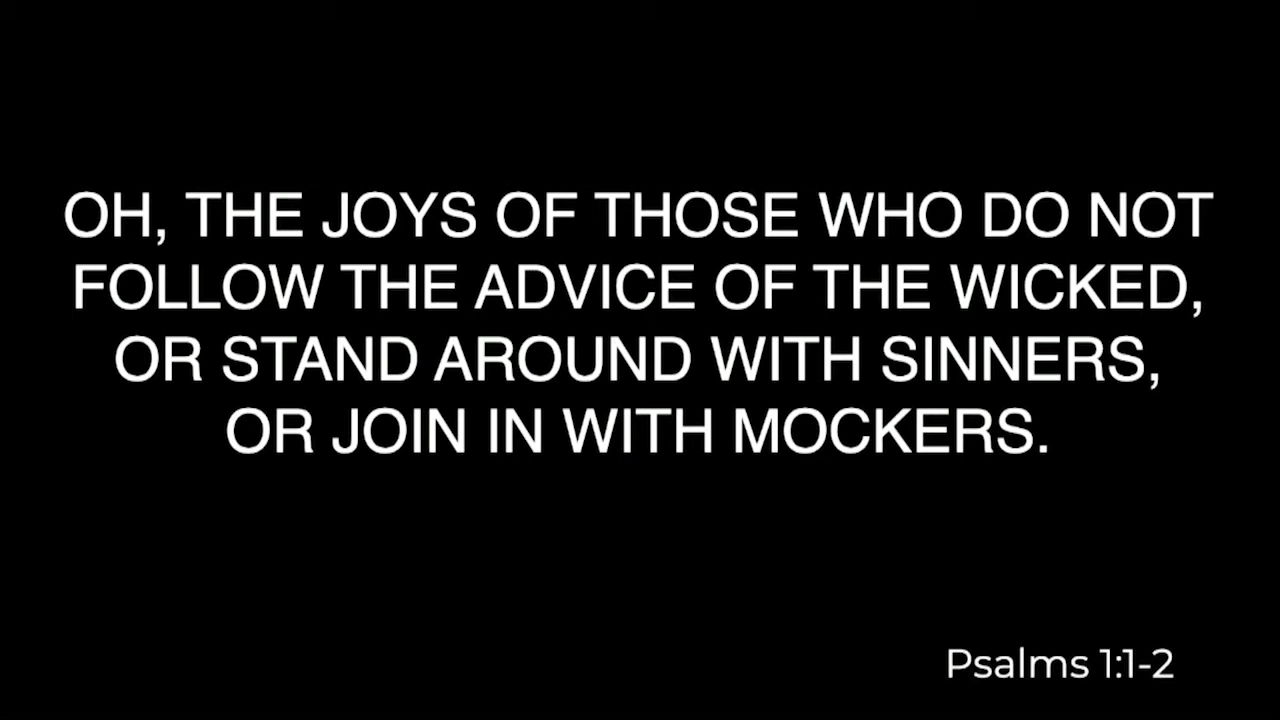 OH, THE JOYS OF THOSE WHO DO NOT
FOLLOW THE ADVICE OF THE WICKED,
OR STAND AROUND WITH SINNERS,
OR JOIN IN WITH MOCKERS.
Psalms 1:1-2